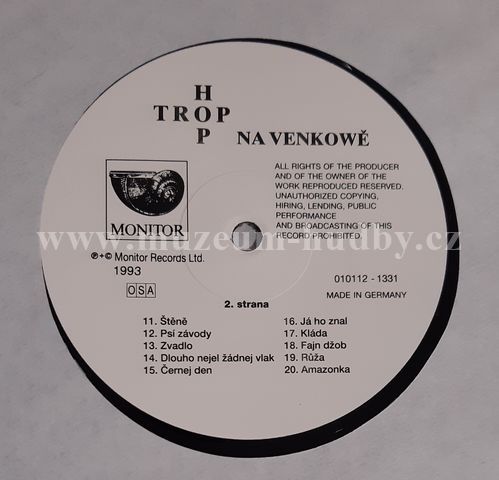 H
TROP
P
NA VENKOWĚ
ALL RIGHTS OF THE PRODUCER
AND OF THE OWNER OF THE
WORK REPRODUCED RESERVED.
UNAUTHORIZED COPYING,
HIRING, LENDING, PUBLIC
PERFORMANCE
AND BROADCASTING OF THIS
RECORD PROHIBITED.
MONITOR
www.muzeum-hudby.cz
℗+© Monitor Records Ltd.
1993
OSA
010112 - 1331
MADE IN GERMANY
2. strana
11. Štěně
12. Psí závody
13. Zvadlo
14. Dlouho nejel žádnej vlak
15. Černej den
16. Já ho znal
17. Kláda
18. Fajn džob
19. Růža
20. Amazonka